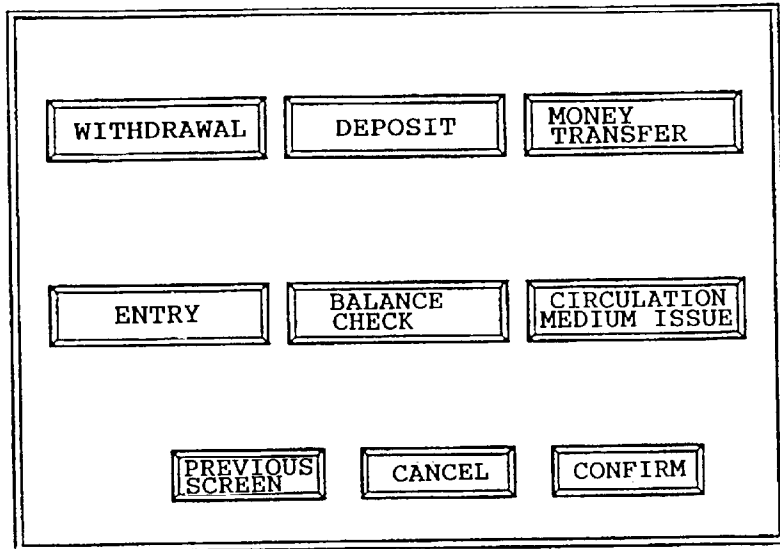 WITHDRAWAL
DEPOSIT
MONEY
TRANSFER
ENTRY
BALANCE
CHECK
CIRCULATION
MEDIUM ISSUE
PREVIOUS
SCREEN
CANCEL
CONFIRM